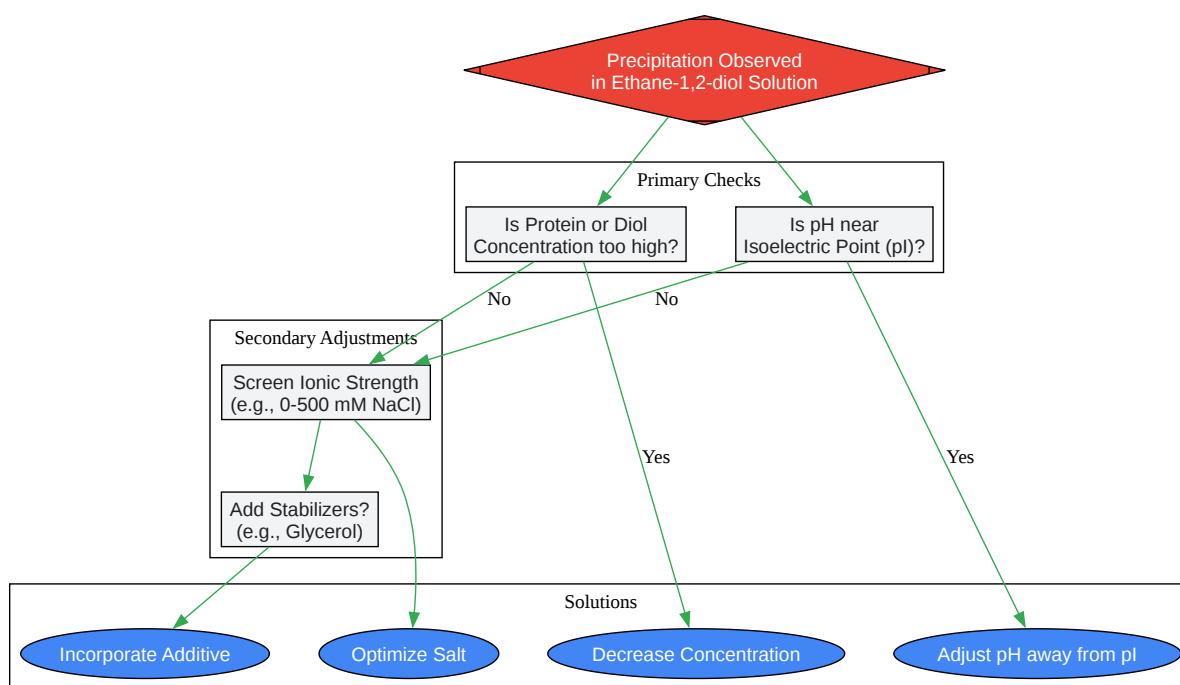 Precipitation Observed
in Ethane-1,2-diol Solution
Primary Checks
Is Protein or Diol
Concentration too high?
Is pH near
Isoelectric Point (pI)?
No
No
Secondary Adjustments
Screen Ionic Strength
(e.g., 0-500 mM NaCl)
Yes
Yes
Add Stabilizers?
(e.g., Glycerol)
Solutions
Incorporate Additive
Optimize Salt
Decrease Concentration
Adjust pH away from pI